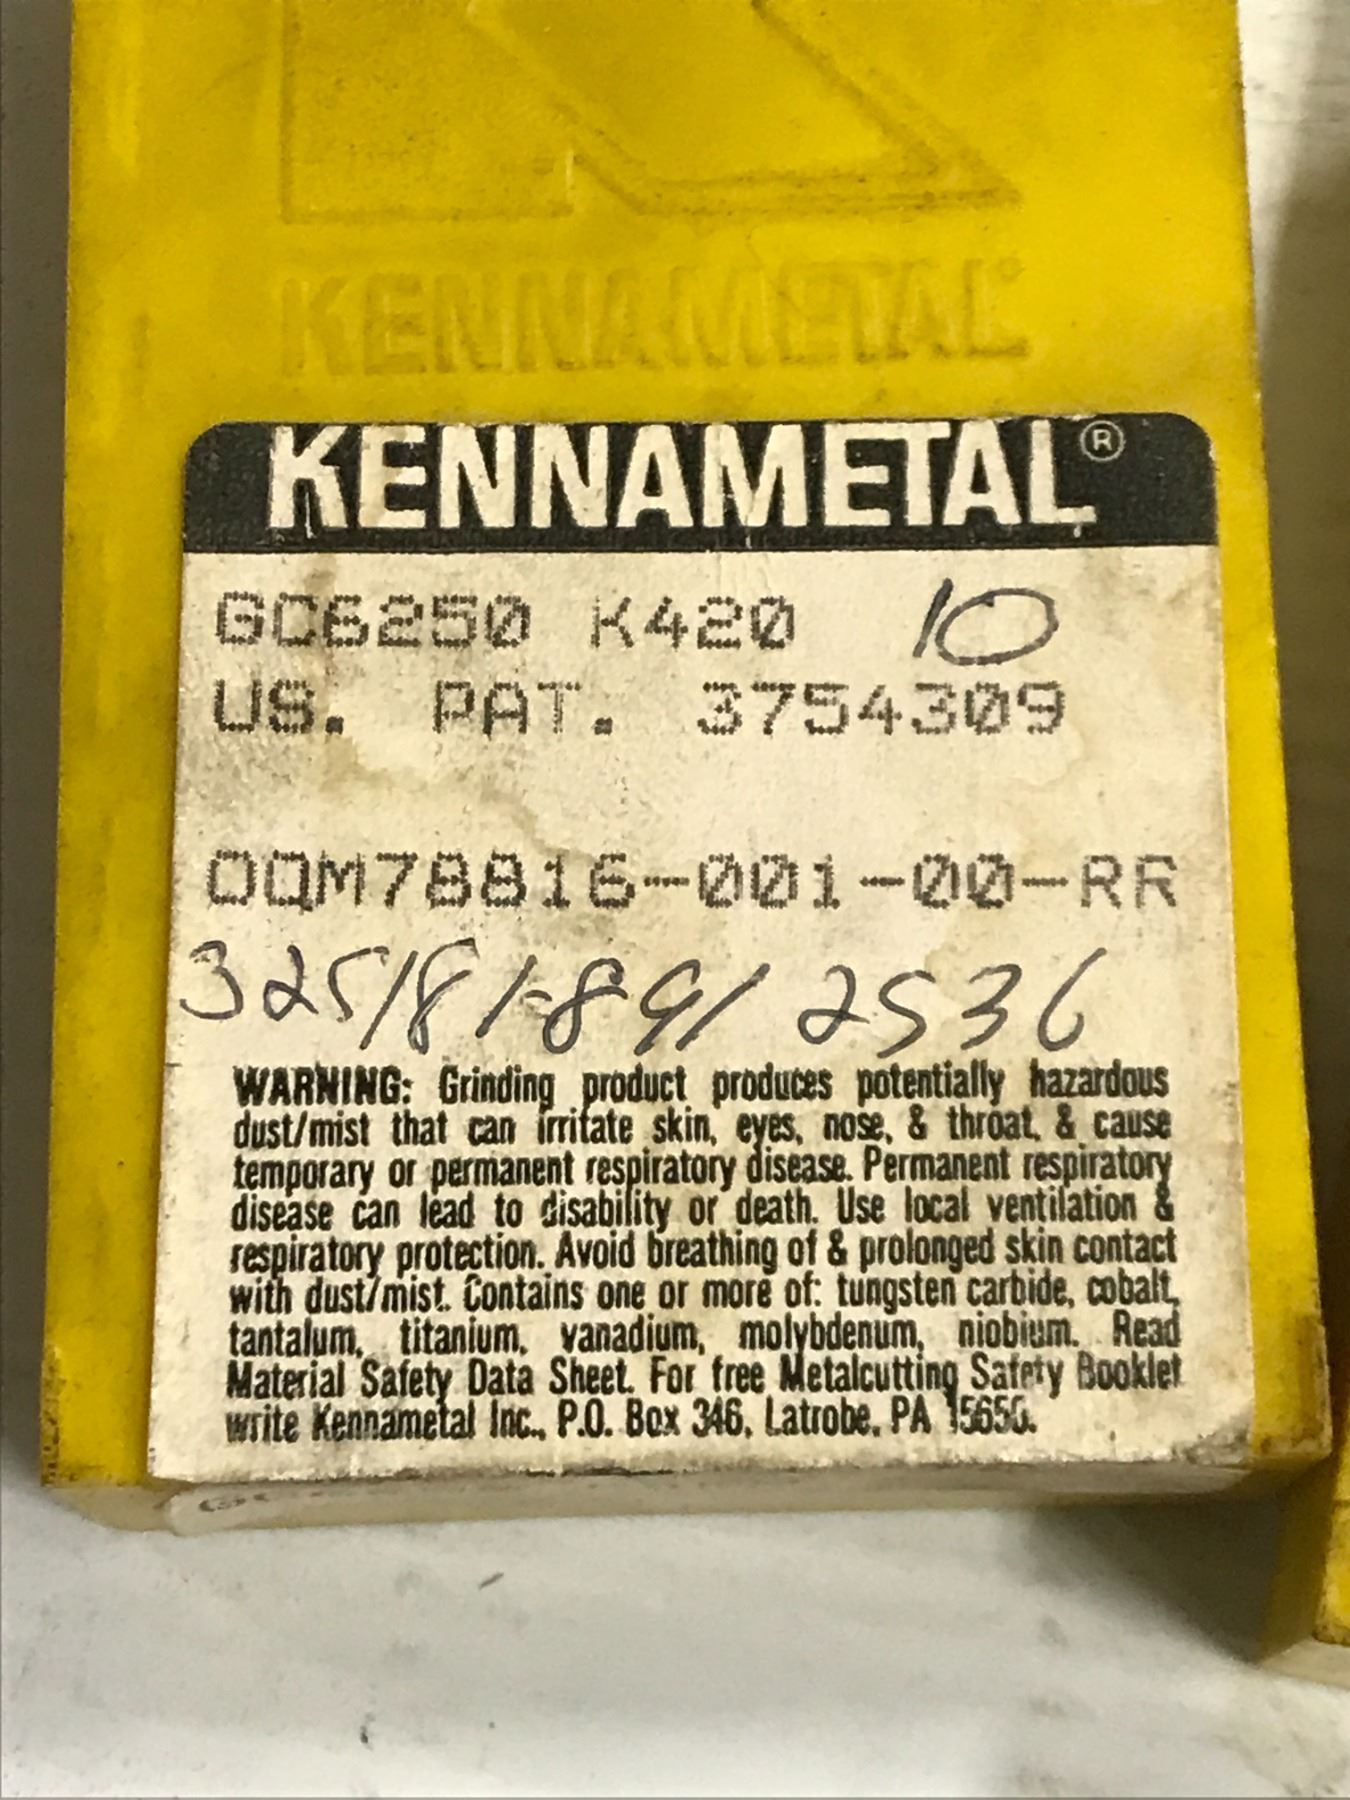 KENNAMETAL
KENNAMETAL®
GC6250 K420 10
US. PAT. 3754309
OQM78816-001-00-RR
325181-891 2536
WARNING: Grinding product produces potentially hazardous
dust/mist that can irritate skin, eyes, nose, & throat, & cause
temporary or permanent respiratory disease. Permanent respiratory
disease can lead to disability or death. Use local ventilation &
respiratory protection. Avoid breathing of & prolonged skin contact
with dust/mist. Contains one or more of: tungsten carbide, cobalt,
tantalum, titanium, vanadium, molybdenum, niobium. Read
Material Safety Data Sheet. For free Metalcutting Safety Booklet
write Kennametal Inc., P.O. Box 346, Latrobe, PA 15650.